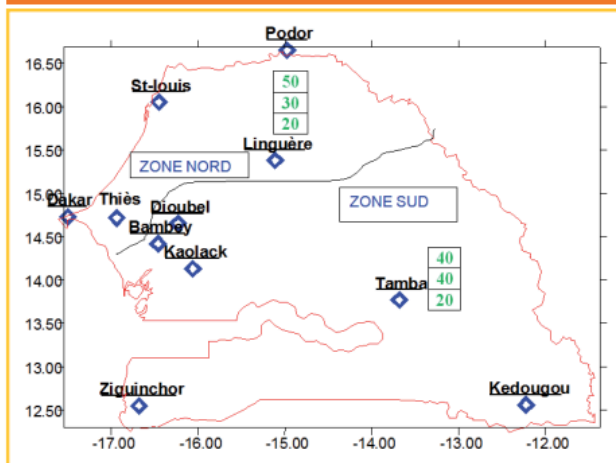 Podor
16.50
50
St-louis
16.00
30
20
15.50
Linguère
ZONE NORD
15.00
Dakar Thiès
Dioubel
ZONE SUD
14.50
Bambey
Kaolack
40
14.00
Tamba 40
20
13.50
13.00
Ziguinchor
Kedougou
12.50
-17.00 -16.00 -15.00 -14.00 -13.00 -12.00